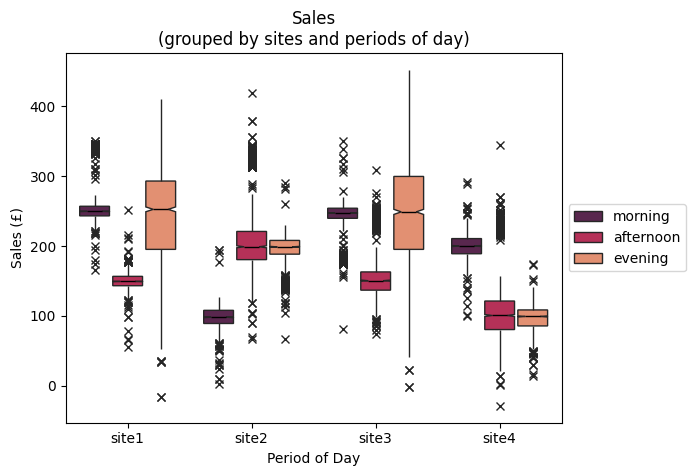 Sales
(grouped by sites and periods of day)
Sales (£)
400
300
200
100
0
site1
site2
site3
site4
Period of Day
morning
afternoon
evening